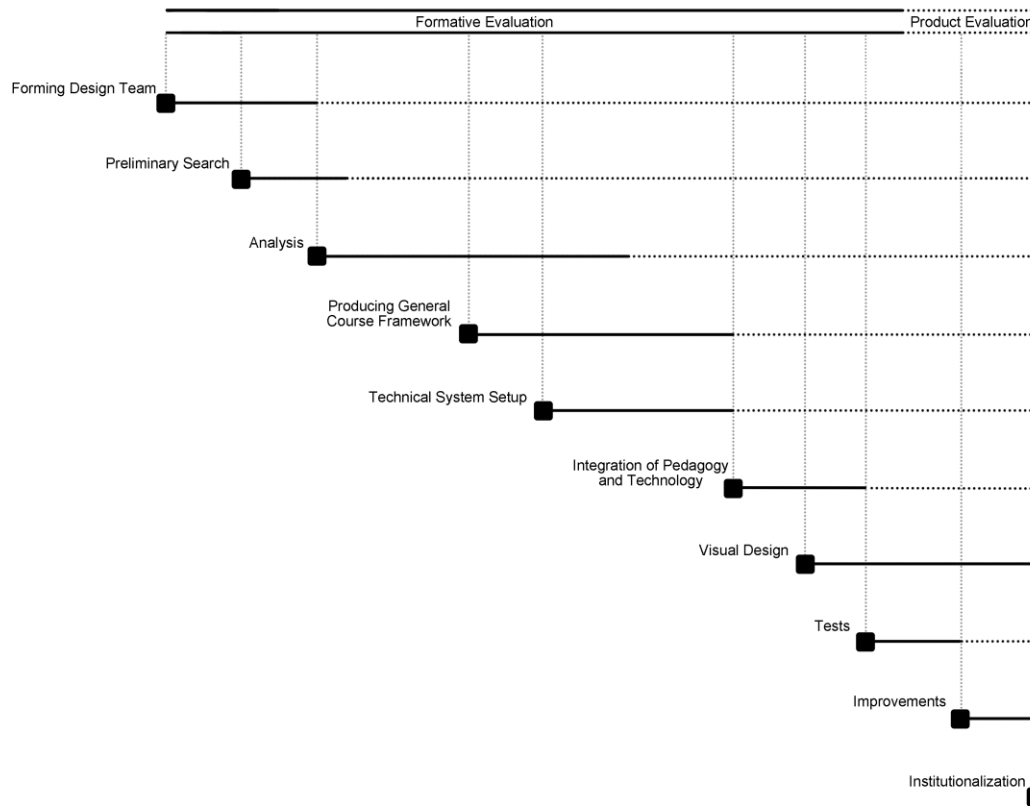 Formative Evaluation
Product Evaluation
Forming Design Team
Preliminary Search
Analysis
Producing General
Course Framework
Technical System Setup
Integration of Pedagogy
and Technology
Visual Design
Tests
Improvements
Institutionalization